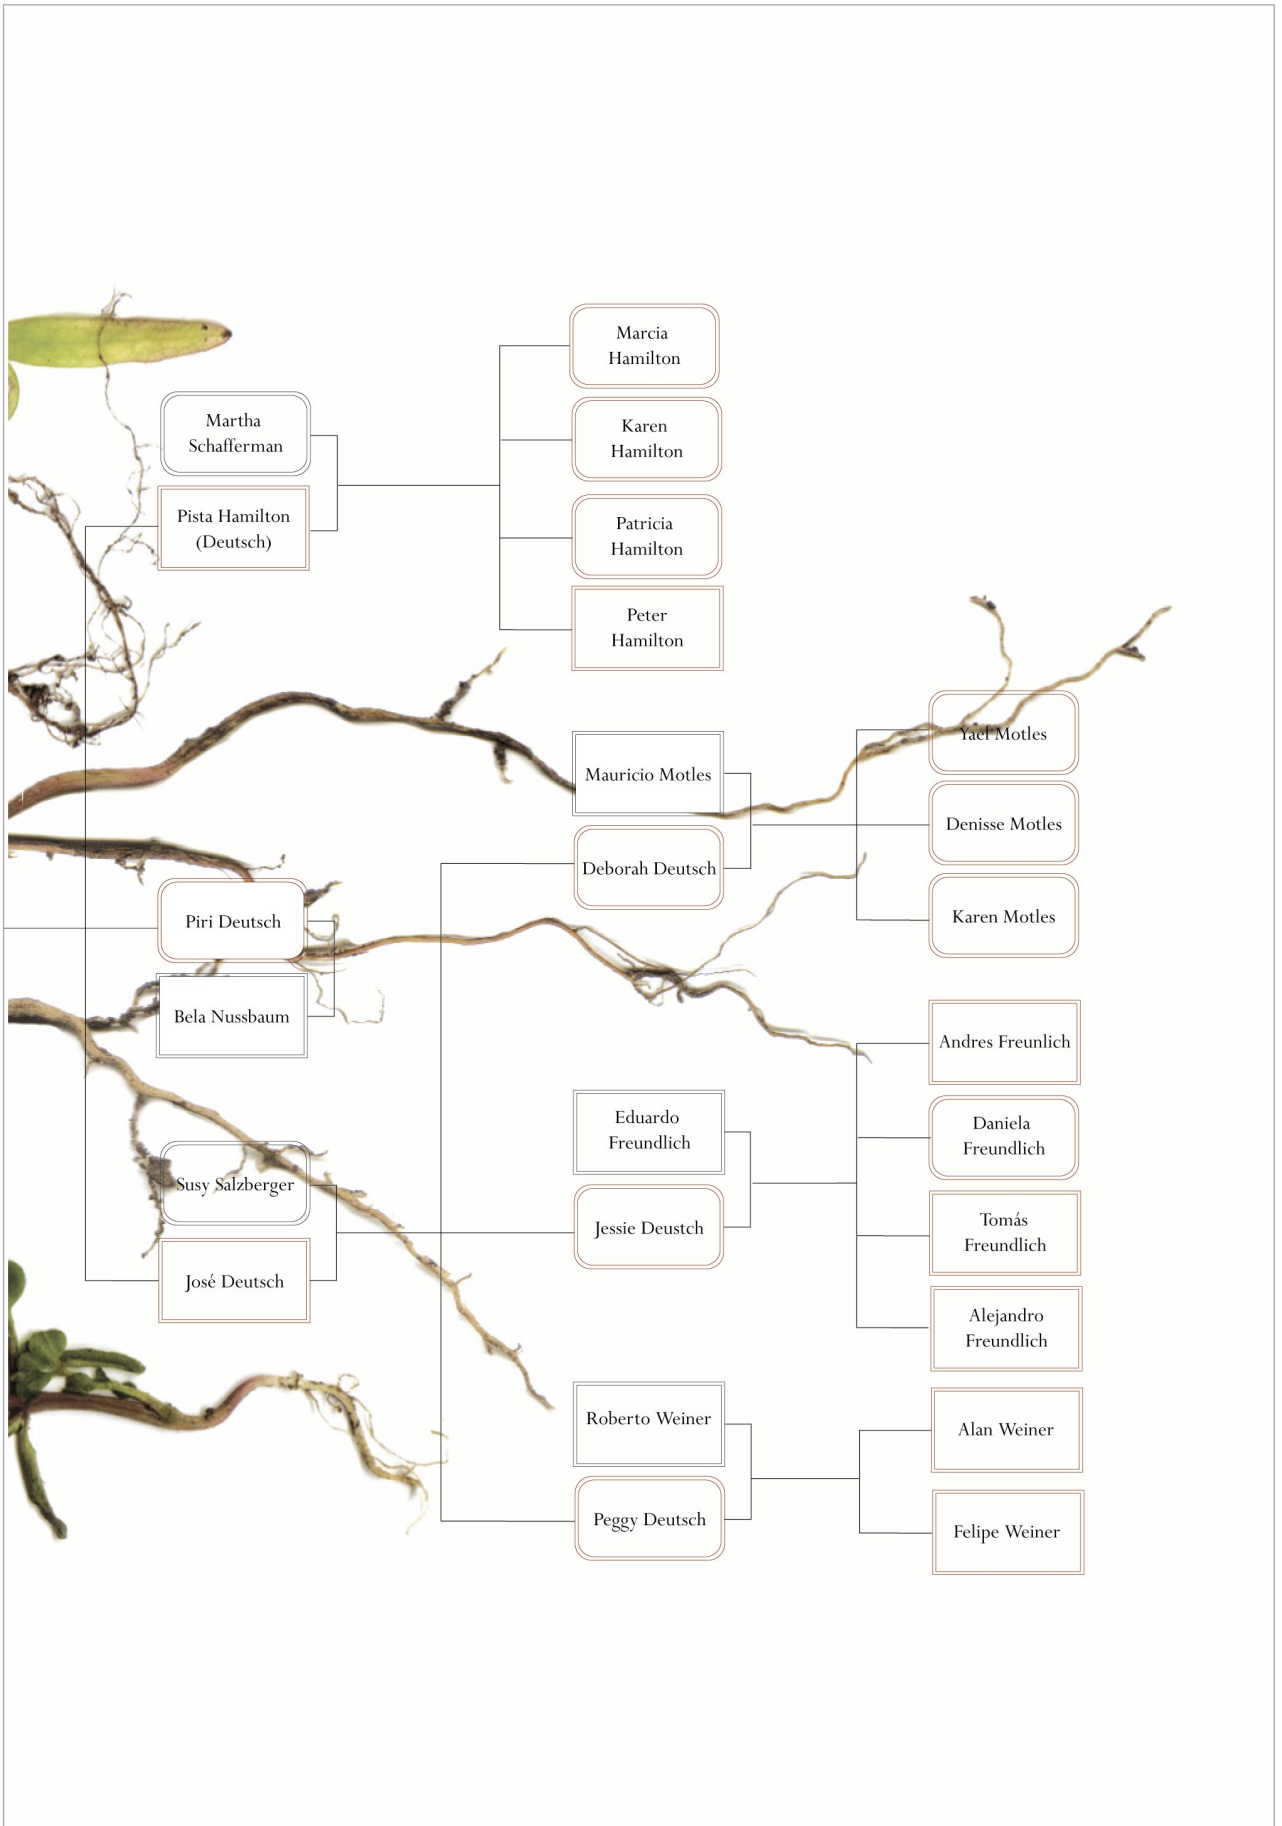 Marcia
Hamilton
Martha
Schafferman
Karen
Hamilton
Pista Hamilton
(Deutsch)
Patricia
Hamilton
Peter
Hamilton
Mauricio Motles
Yael Motles
Deborah Deutsch
Denisse Motles
Karen Motles
Piri Deutsch
Bela Nussbaum
Andres Freunlich
Eduardo
Freundlich
Daniela
Freundlich
Susy Salzberger
Jessie Deustch
Tomás
Freundlich
José Deutsch
Alejandro
Freundlich
Roberto Weiner
Alan Weiner
Peggy Deutsch
Felipe Weiner